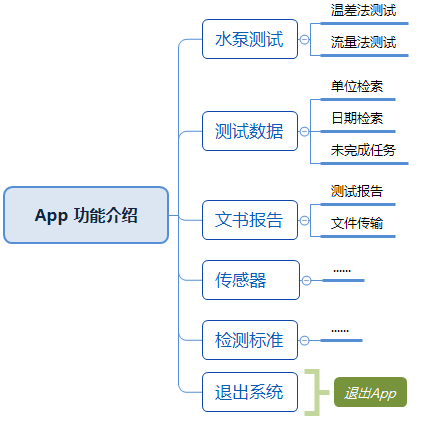 App 功能介绍
水泵测试
温差法测试
流量法测试
测试数据
单位检索
日期检索
未完成任务
文书报告
测试报告
文件传输
传感器
......
检测标准
......
退出系统
退出App